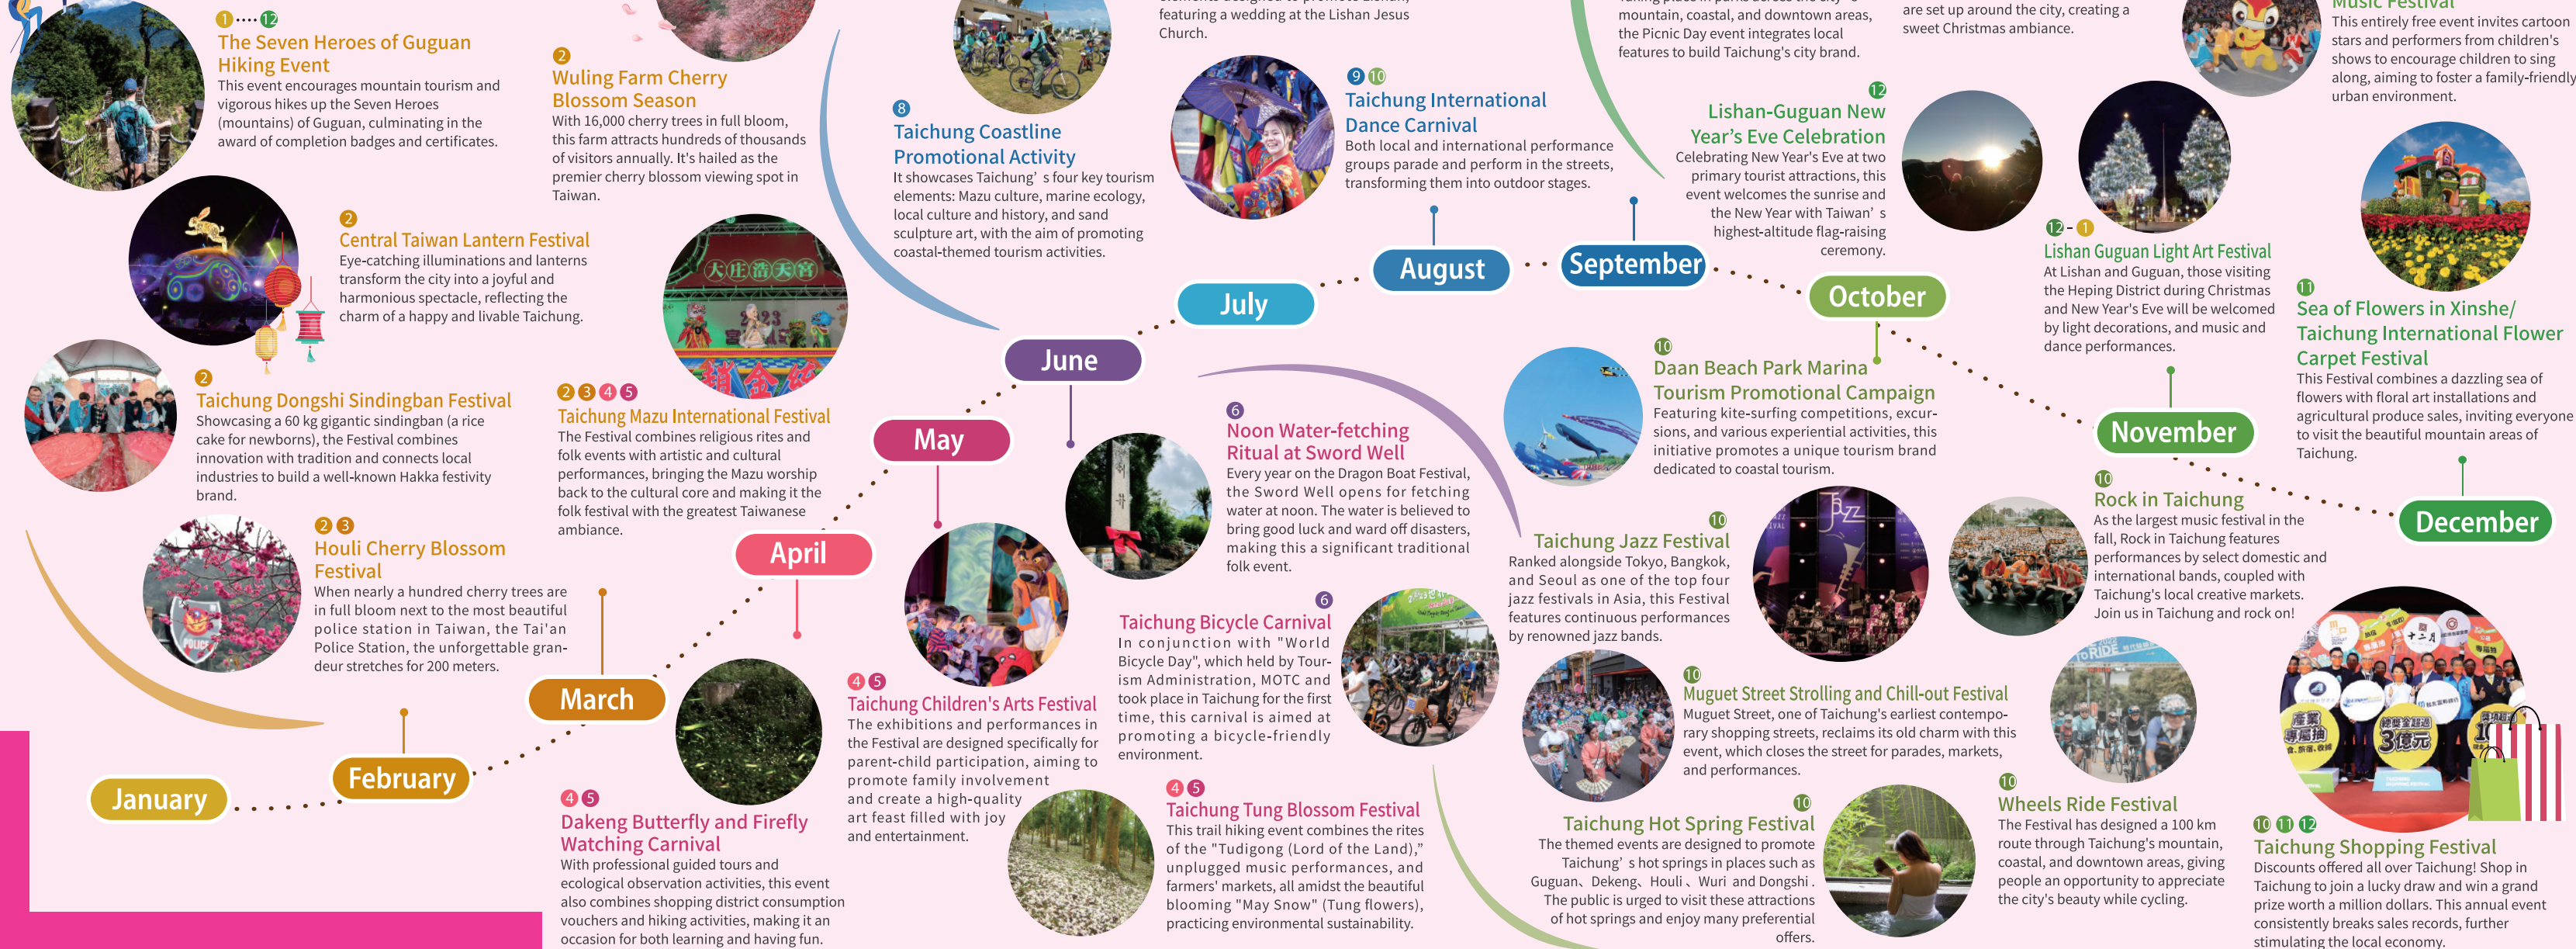 1 ···· 12
The Seven Heroes of Guguan
Hiking Event
This event encourages mountain tourism and
vigorous hikes up the Seven Heroes
(mountains) of Guguan, culminating in the
award of completion badges and certificates.
2
Central Taiwan Lantern Festival
Eye-catching illuminations and lanterns
transform the city into a joyful and
harmonious spectacle, reflecting the
charm of a happy and livable Taichung.
2
Taichung Dongshi Sindingban Festival
Showcasing a 60 kg gigantic sindingban (a rice
cake for newborns), the Festival combines
innovation with tradition and connects local
industries to build a well-known Hakka festivity
brand.
2 3
Houli Cherry Blossom
Festival
When nearly a hundred cherry trees are
in full bloom next to the most beautiful
police station in Taiwan, the Tai'an
Police Station, the unforgettable gran-
deur stretches for 200 meters.
POLICE
2
Wuling Farm Cherry
Blossom Season
With 16,000 cherry trees in full bloom,
this farm attracts hundreds of thousands
of visitors annually. It's hailed as the
premier cherry blossom viewing spot in
Taiwan.
大庄浩天宮
2 3 4 5
Taichung Mazu International Festival
The Festival combines religious rites and
folk events with artistic and cultural
performances, bringing the Mazu worship
back to the cultural core and making it the
folk festival with the greatest Taiwanese
ambiance.
January
February
March
April
May
June
July
August
September
October
November
December
4 5
Dakeng Butterfly and Firefly
Watching Carnival
With professional guided tours and
ecological observation activities, this event
also combines shopping district consumption
vouchers and hiking activities, making it an
occasion for both learning and having fun.
4 5
Taichung Children's Arts Festival
The exhibitions and performances in
the Festival are designed specifically for
parent-child participation, aiming to
promote family involvement
and create a high-quality
art feast filled with joy
and entertainment.
4 5
Taichung Tung Blossom Festival
This trail hiking event combines the rites
of the "Tudigong (Lord of the Land),”
unplugged music performances, and
farmers' markets, all amidst the beautiful
blooming "May Snow" (Tung flowers),
practicing environmental sustainability.
6
Noon Water-fetching
Ritual at Sword Well
Every year on the Dragon Boat Festival,
the Sword Well opens for fetching
water at noon. The water is believed to
bring good luck and ward off disasters,
making this a significant traditional
folk event.
6
Taichung Bicycle Carnival
In conjunction with "World
Bicycle Day", which held by Tour-
ism Administration, MOTC and
took place in Taichung for the first
time, this carnival is aimed at
promoting a bicycle-friendly
environment.
8
Taichung Coastline
Promotional Activity
It showcases Taichung’ s four key tourism
elements: Mazu culture, marine ecology,
local culture and history, and sand
sculpture art, with the aim of promoting
coastal-themed tourism activities.
featuring a wedding at the Lishan Jesus
Church.
9 10
Taichung International
Dance Carnival
Both local and international performance
groups parade and perform in the streets,
transforming them into outdoor stages.
mountain, coastal, and downtown areas,
the Picnic Day event integrates local
features to build Taichung's city brand.
12
Lishan-Guguan New
Year’s Eve Celebration
Celebrating New Year's Eve at two
primary tourist attractions, this
event welcomes the sunrise and
the New Year with Taiwan’ s
highest-altitude flag-raising
ceremony.
are set up around the city, creating a
sweet Christmas ambiance.
12 - 1
Lishan Guguan Light Art Festival
At Lishan and Guguan, those visiting
the Heping District during Christmas
and New Year's Eve will be welcomed
by light decorations, and music and
dance performances.
Music Festival
This entirely free event invites cartoon
stars and performers from children's
shows to encourage children to sing
along, aiming to foster a family-friendly
urban environment.
11
Sea of Flowers in Xinshe/
Taichung International Flower
Carpet Festival
This Festival combines a dazzling sea of
flowers with floral art installations and
agricultural produce sales, inviting everyone
to visit the beautiful mountain areas of
Taichung.
10
Daan Beach Park Marina
Tourism Promotional Campaign
Featuring kite-surfing competitions, excur-
sions, and various experiential activities, this
initiative promotes a unique tourism brand
dedicated to coastal tourism.
10
Taichung Jazz Festival
Ranked alongside Tokyo, Bangkok,
and Seoul as one of the top four
jazz festivals in Asia, this Festival
features continuous performances
by renowned jazz bands.
Jazz
10
Rock in Taichung
As the largest music festival in the
fall, Rock in Taichung features
performances by select domestic and
international bands, coupled with
Taichung's local creative markets.
Join us in Taichung and rock on!
10
Muguet Street Strolling and Chill-out Festival
Muguet Street, one of Taichung's earliest contempo-
rary shopping streets, reclaims its old charm with this
event, which closes the street for parades, markets,
and performances.
10
Taichung Hot Spring Festival
The themed events are designed to promote
Taichung’ s hot springs in places such as
Guguan、Dekeng、Houli 、Wuri and Dongshi .
The public is urged to visit these attractions
of hot springs and enjoy many preferential
offers.
RIDE
10
Wheels Ride Festival
The Festival has designed a 100 km
route through Taichung's mountain,
coastal, and downtown areas, giving
people an opportunity to appreciate
the city's beauty while cycling.
十二月
產業
專屬抽
總獎金超過
3億元
10 11 12
Taichung Shopping Festival
Discounts offered all over Taichung! Shop in
Taichung to join a lucky draw and win a grand
prize worth a million dollars. This annual event
consistently breaks sales records, further
stimulating the local economy.